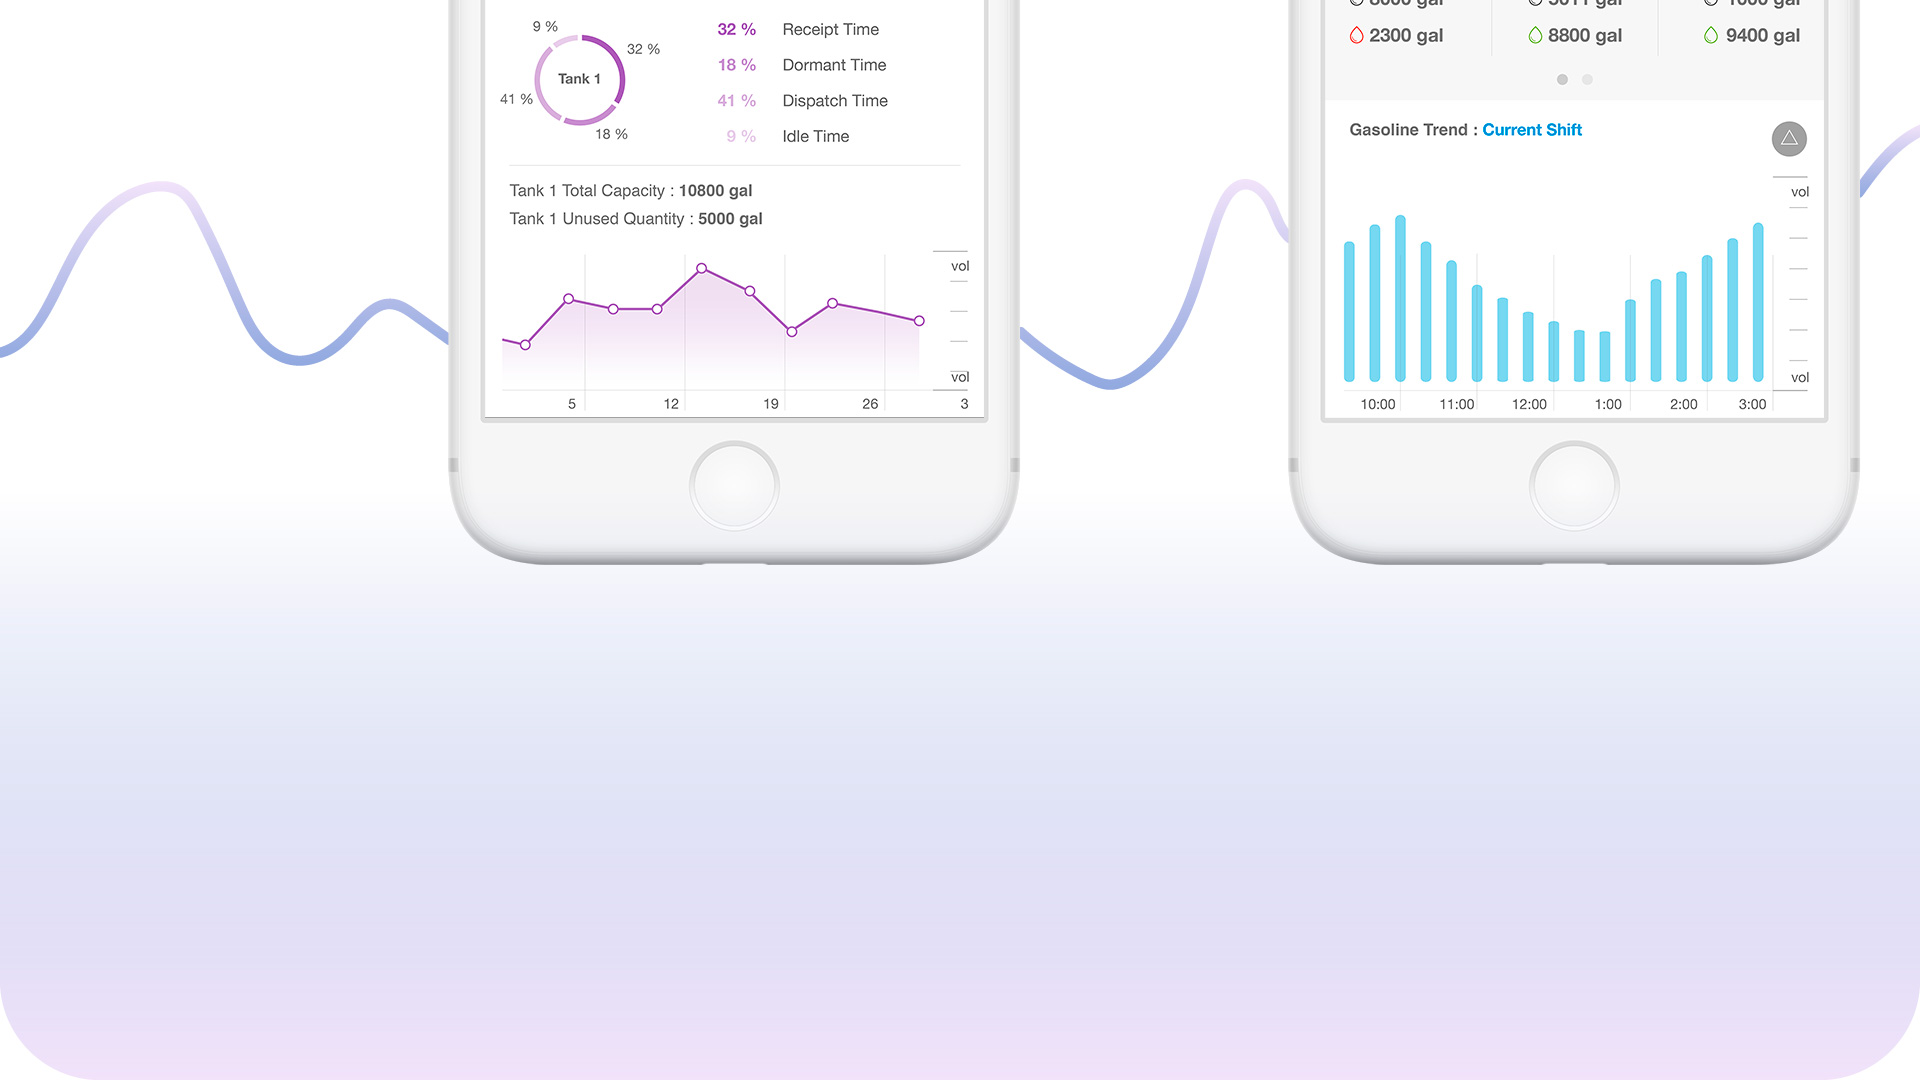 9 %
32 %
Tank 1
41 %
18 %
32 % Receipt Time
18 % Dormant Time
41 % Dispatch Time
9 % Idle Time
Tank 1 Total Capacity : 10800 gal
Tank 1 Unused Quantity : 5000 gal
vol
vol
5 12 19 26 3
gal gal gal
2300 gal 8800 gal 9400 gal
Gasoline Trend : Current Shift
vol
vol
10:00 11:00 12:00 1:00 2:00 3:00